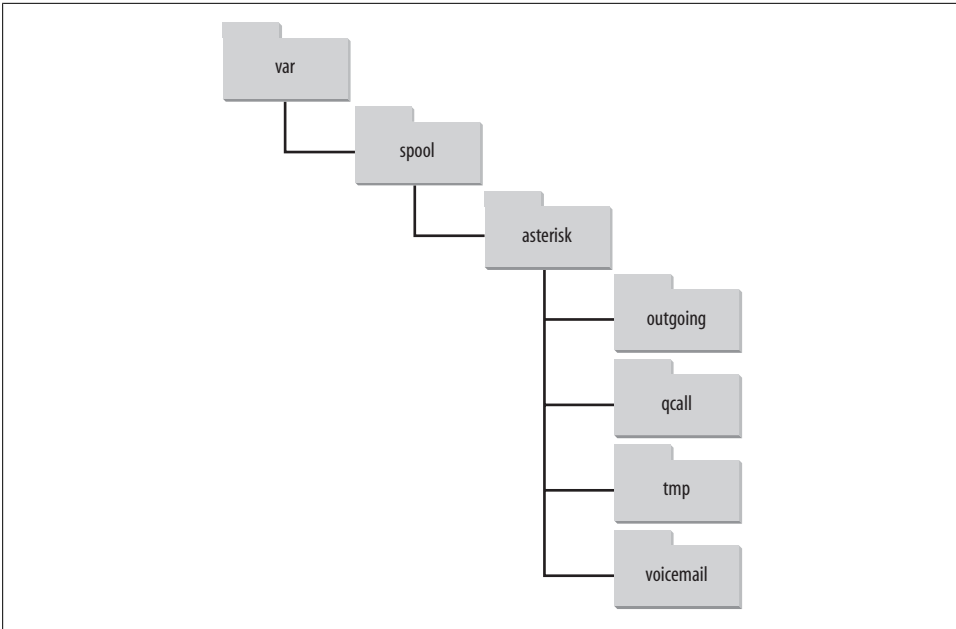 var
spool
asterisk
outgoing
qcall
tmp
voicemail